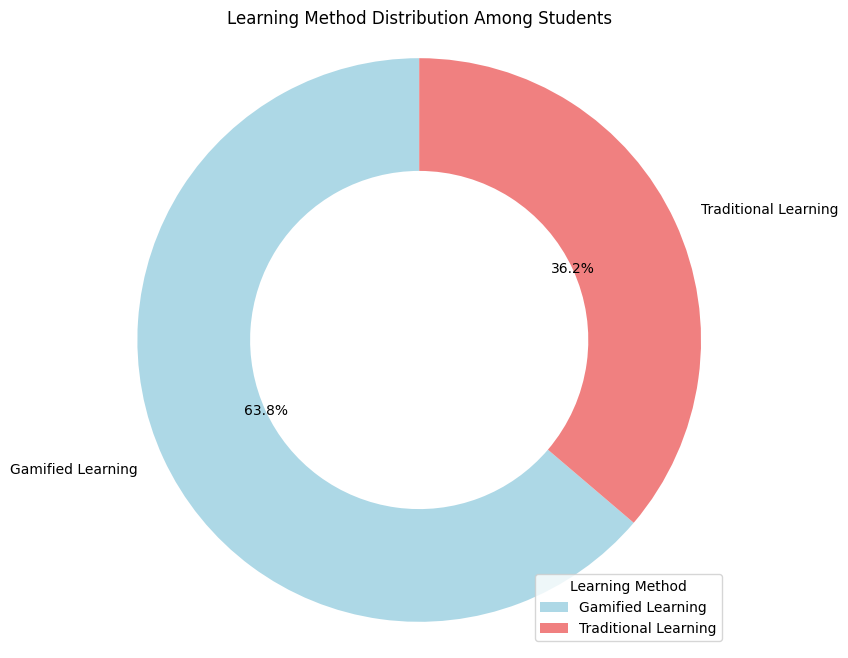 Learning Method Distribution Among Students
Traditional Learning
36.2%
63.8%
Gamified Learning
Learning Method
Gamified Learning
Traditional Learning